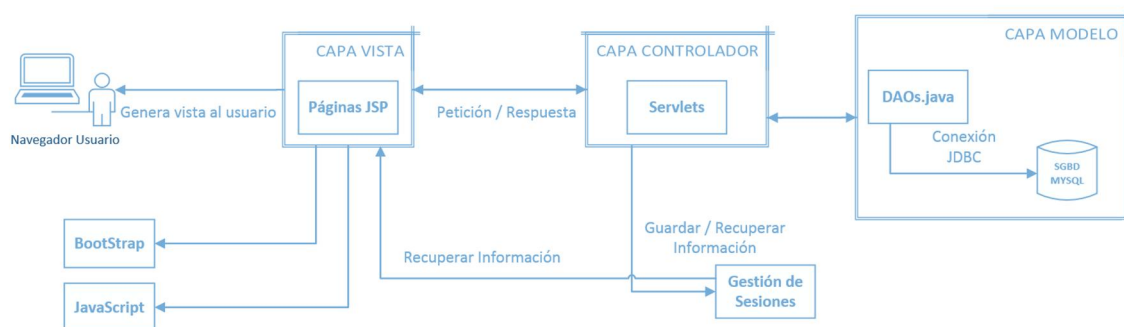 CAPA VISTA
CAPA CONTROLADOR
CAPA MODELO
Páginas JSP
Servlets
DAOs.java
Genera vista al usuario
Petición / Respuesta
Navegador Usuario
Conexión
JDBC
SGBD
MYSQL
BootStrap
Recuperar Información
Guardar / Recuperar
Información
Gestión de
Sesiones
JavaScript